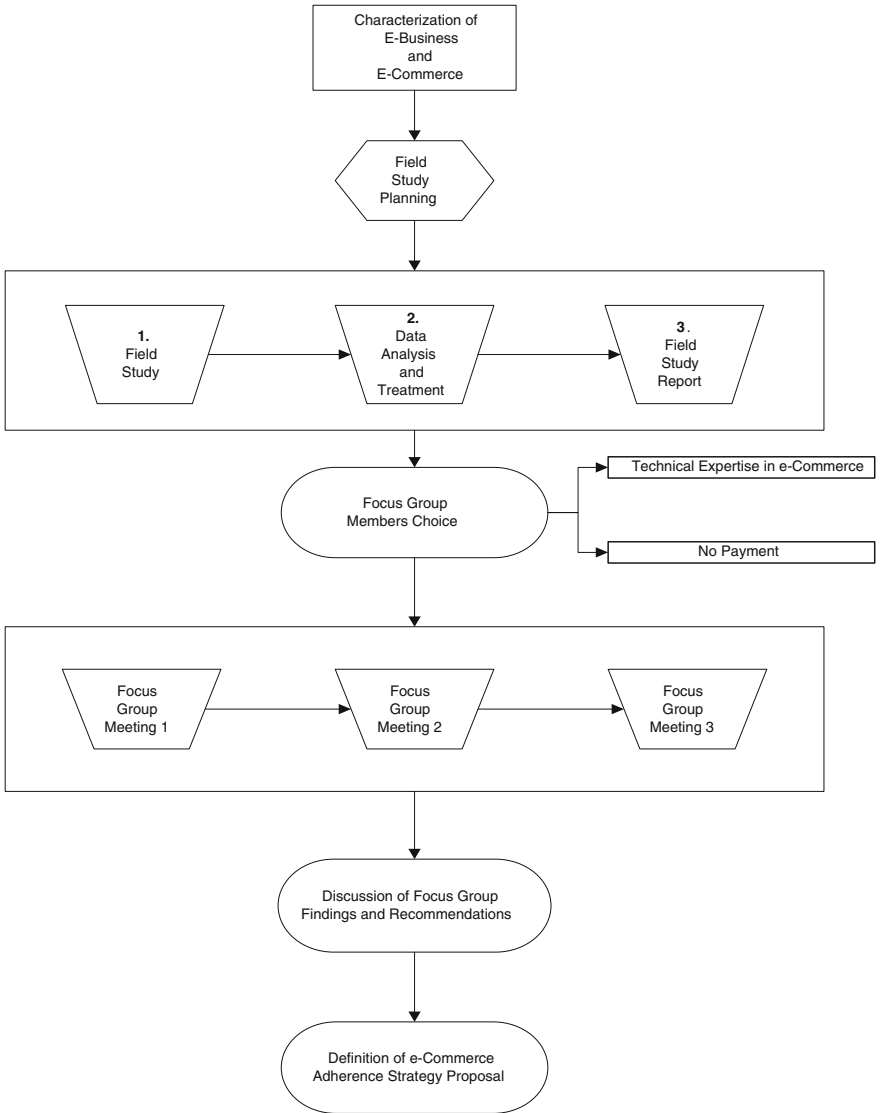 Characterization of
E-Business
and
E-Commerce
Field
Study
Planning
1.
Field
Study
2.
Data
Analysis
and
Treatment
3.
Field
Study
Report
Focus Group
Members Choice
Technical Expertise in e-Commerce
No Payment
Focus
Group
Meeting 1
Focus
Group
Meeting 2
Focus
Group
Meeting 3
Discussion of Focus Group
Findings and Recommendations
Definition of e-Commerce
Adherence Strategy Proposal